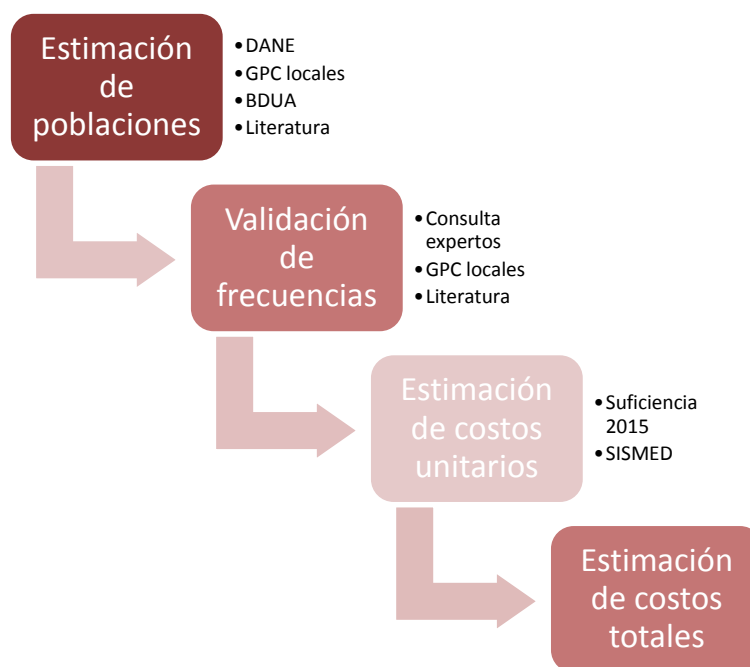 Estimación
de
poblaciones
•DANE
•GPC locales
•BDUA
•Literatura
Validación
de
frecuencias
•Consulta
expertos
•GPC locales
•Literatura
Estimación
de costos
unitarios
•Suficiencia
2015
•SISMED
Estimación
de costos
totales